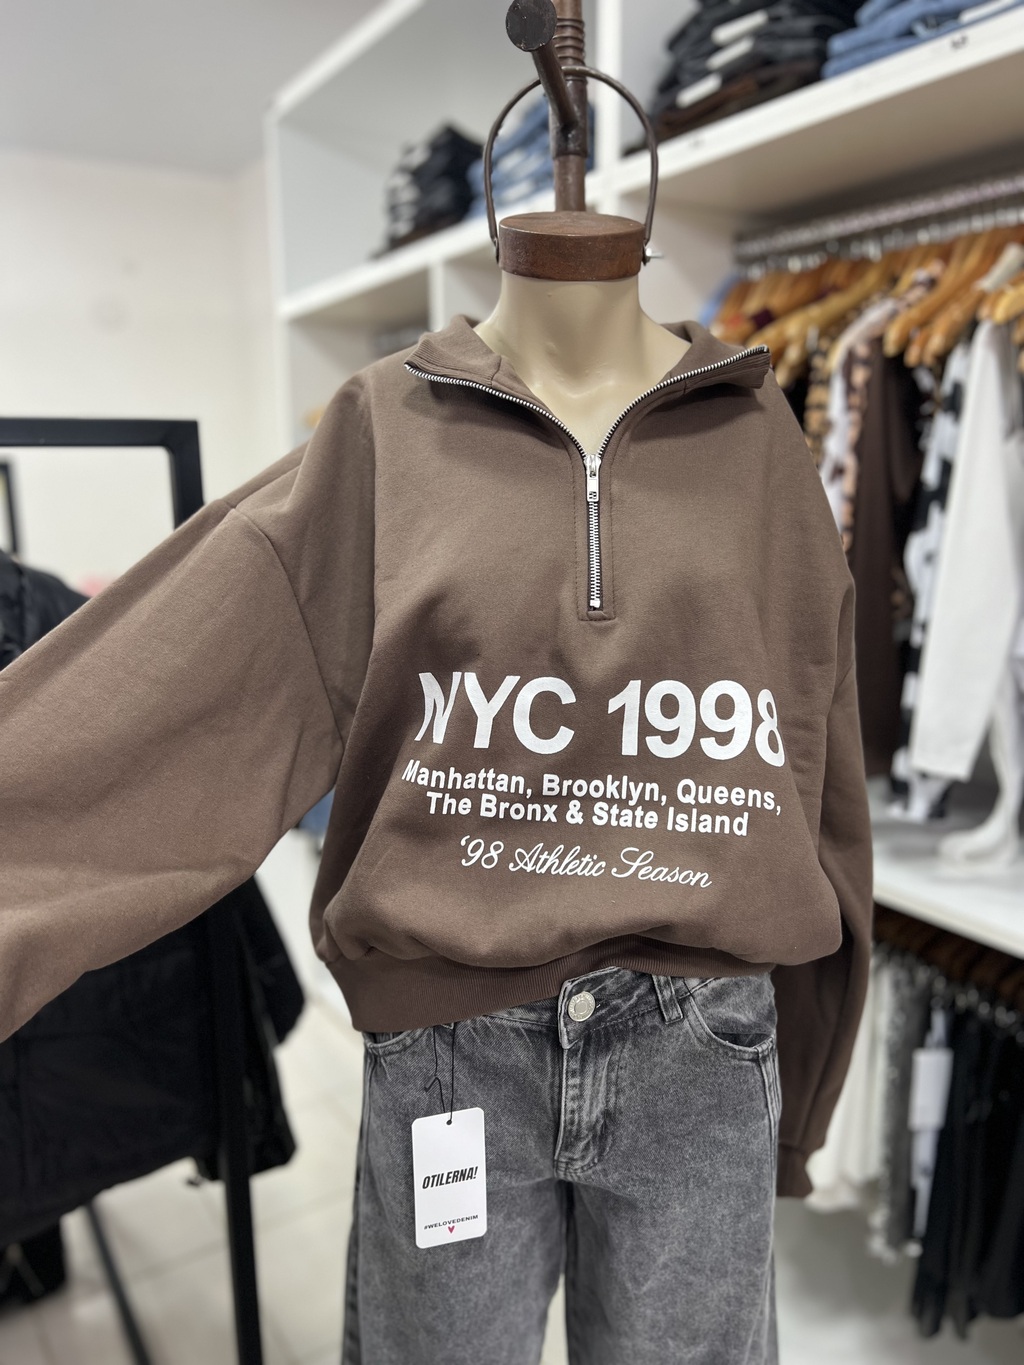 NYC 1998
Manhattan, Brooklyn, Queens,
The Bronx & State Island
‘98 Athletic Season
OTILERNA!
#WELOVEDENIM